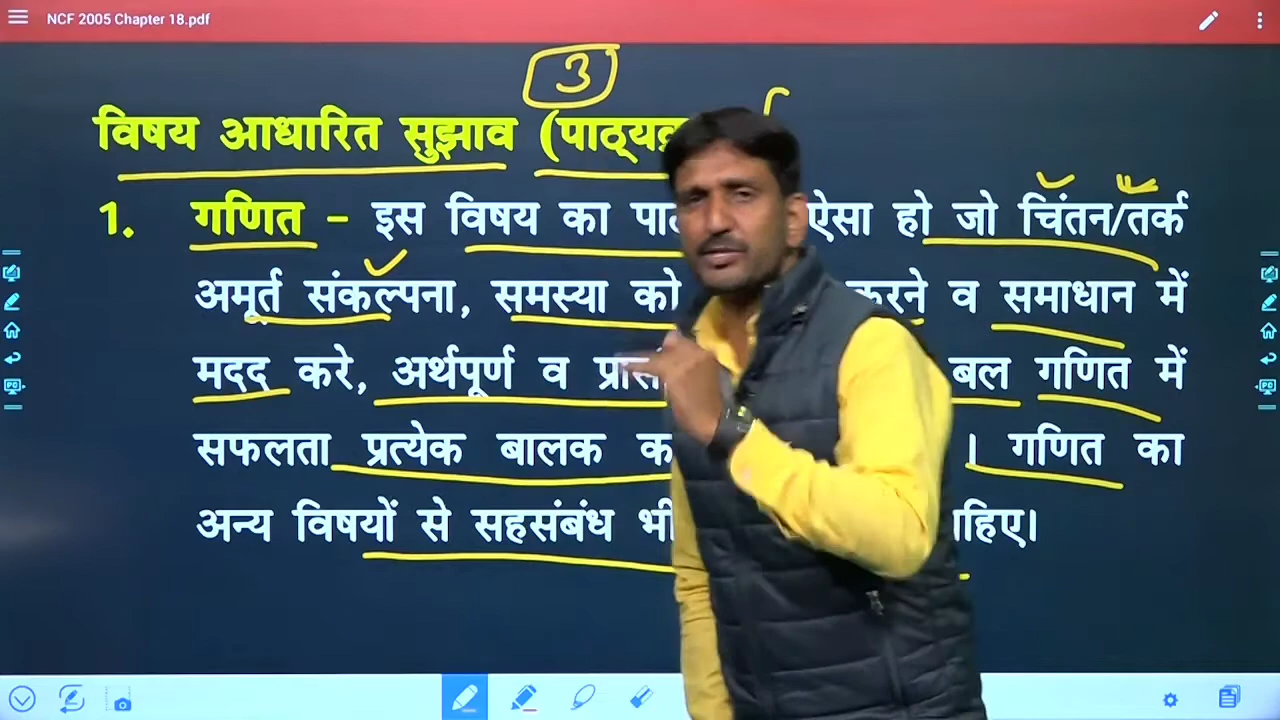 NCF 2005 Chapter 18.pdf
3
विषय आधारित सुझाव
1. गणित - इस विषय का ऐसा हो जो चिंतन/तर्क
अमूर्त संकल्पना, समस्या को करने व समाधान में
मदद करे, अर्थपूर्ण व बल गणित में
सफलता प्रत्येक बालक । गणित का
अन्य विषयों से सहसंबंध भी